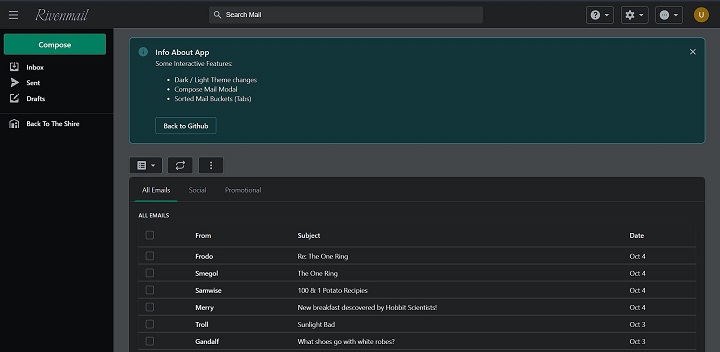 Rivenmail
Search Mail
U
Compose
Inbox
Sent
Drafts
Back To The Shire
Info About App
Some Interactive Features:
Dark / Light Theme changes
Compose Mail Modal
Sorted Mail Buckets (Tabs)
Back to Github
All Emails Social Promotional
ALL EMAILS
From Subject Date
Frodo Re: The One Ring Oct 4
Smegol The One Ring Oct 4
Samwise 100 & 1 Potato Recipies Oct 4
Merry New breakfast descovered by Hobbit Scientists! Oct 4
Troll Sunlight Bad Oct 3
Gandalf What shoes go with white robes? Oct 3